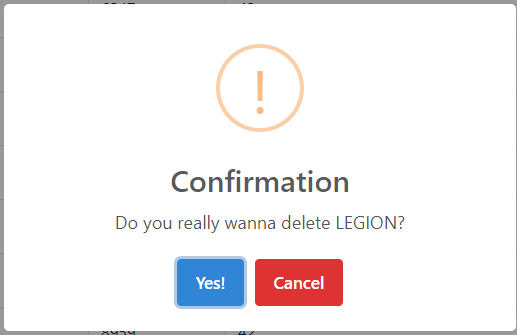 !
Confirmation
Do you really wanna delete LEGION?
Yes!
Cancel